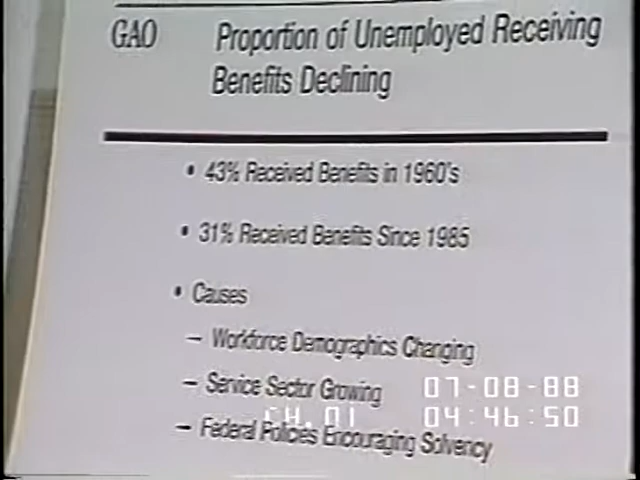 GAO
Proportion of Unemployed Receiving
Benefits Declining
• 43% Received Benefits in 1960's
• 31% Received Benefits Since 1985
• Causes
– Workforce Demographics Changing
– Service Sector Growing
07-08-88
– Federal Policies Encouraging Solvency
CH.01
04:46:50